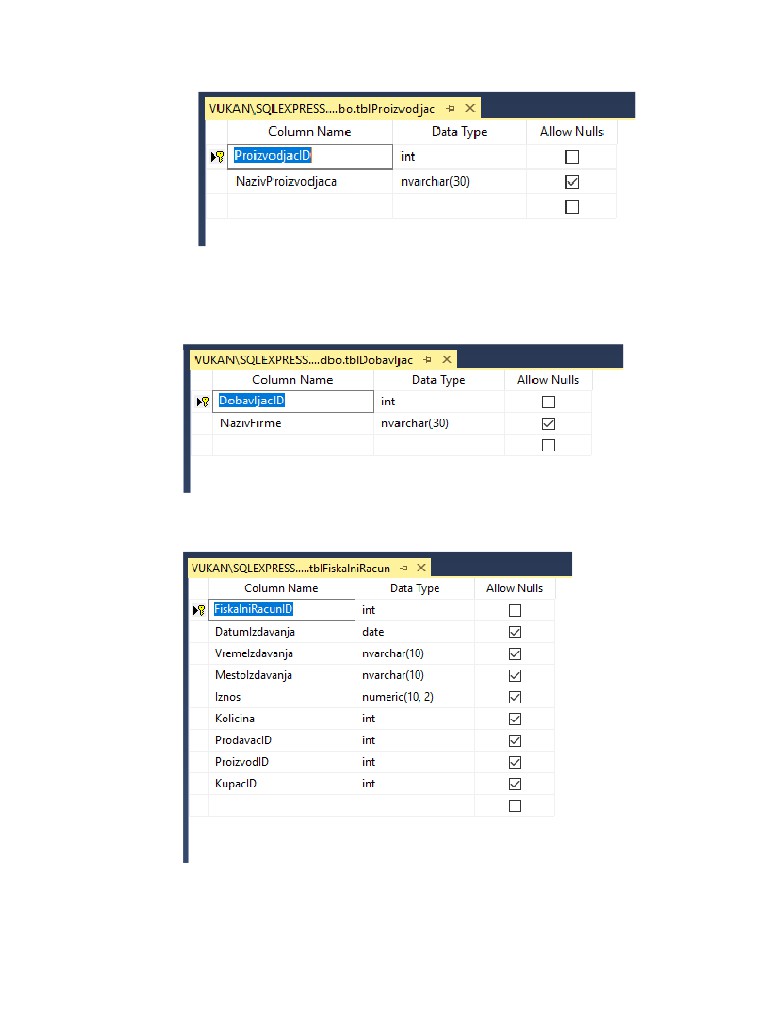 VUKAN\SQLEXPRESS....bo.tblProizvodjac
Column Name Data Type Allow Nulls
ProizvodjacID int
NazivProizvodjaca nvarchar(30)
VUKAN\SQLEXPRESS....dbo.tblDobavljac
Column Name Data Type Allow Nulls
DobavljacID int
NazivFirme nvarchar(30)
VUKAN\SQLEXPRESS.....tblFiskalniRacun
Column Name Data Type Allow Nulls
FiskalniRacunID int
DatumIzdavanja date
VremeIzdavanja nvarchar(10)
MestoIzdavanja nvarchar(10)
Iznos numeric(10, 2)
Kolicina int
ProdavacID int
ProizvodID int
KupacID int